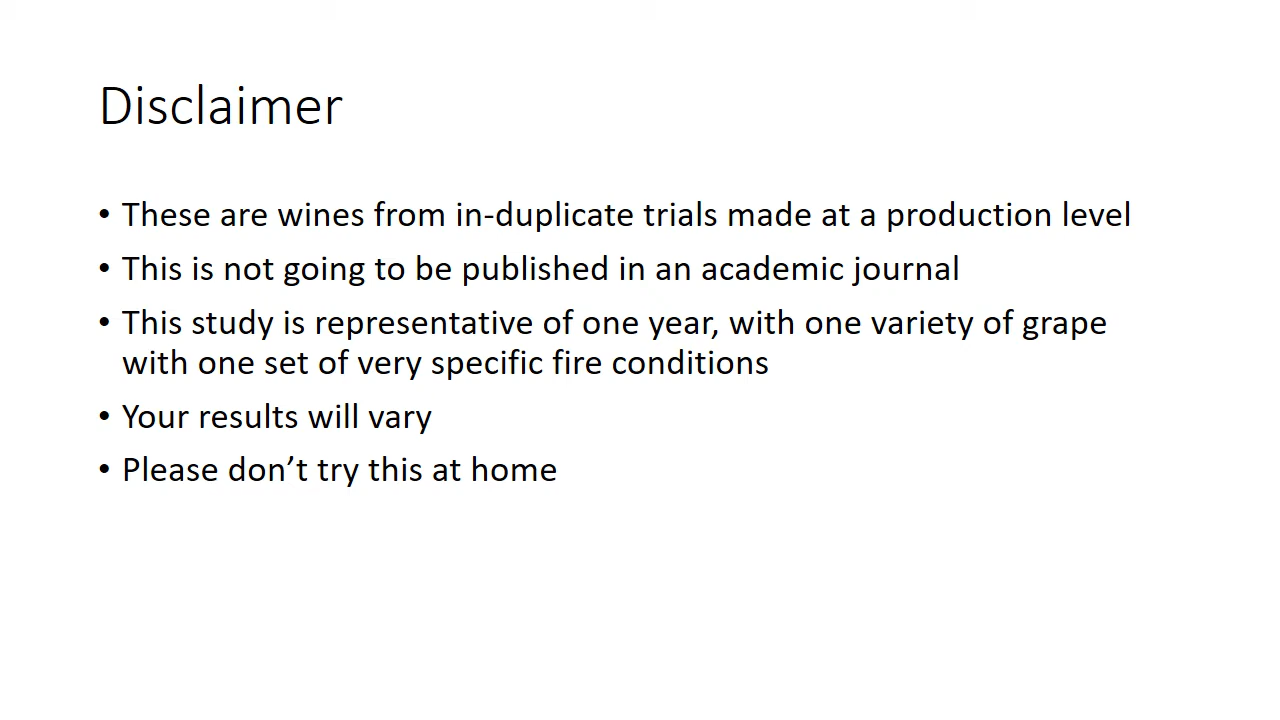 Disclaimer
• These are wines from in-duplicate trials made at a production level
• This is not going to be published in an academic journal
• This study is representative of one year, with one variety of grape
with one set of very specific fire conditions
• Your results will vary
• Please don’t try this at home